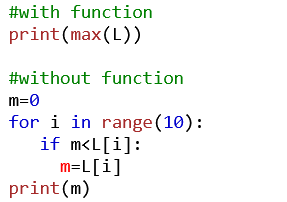 #with function
print(max(L))

#without function
m=0
for i in range(10):
   if m<L[i]:
     m=L[i]
print(m)